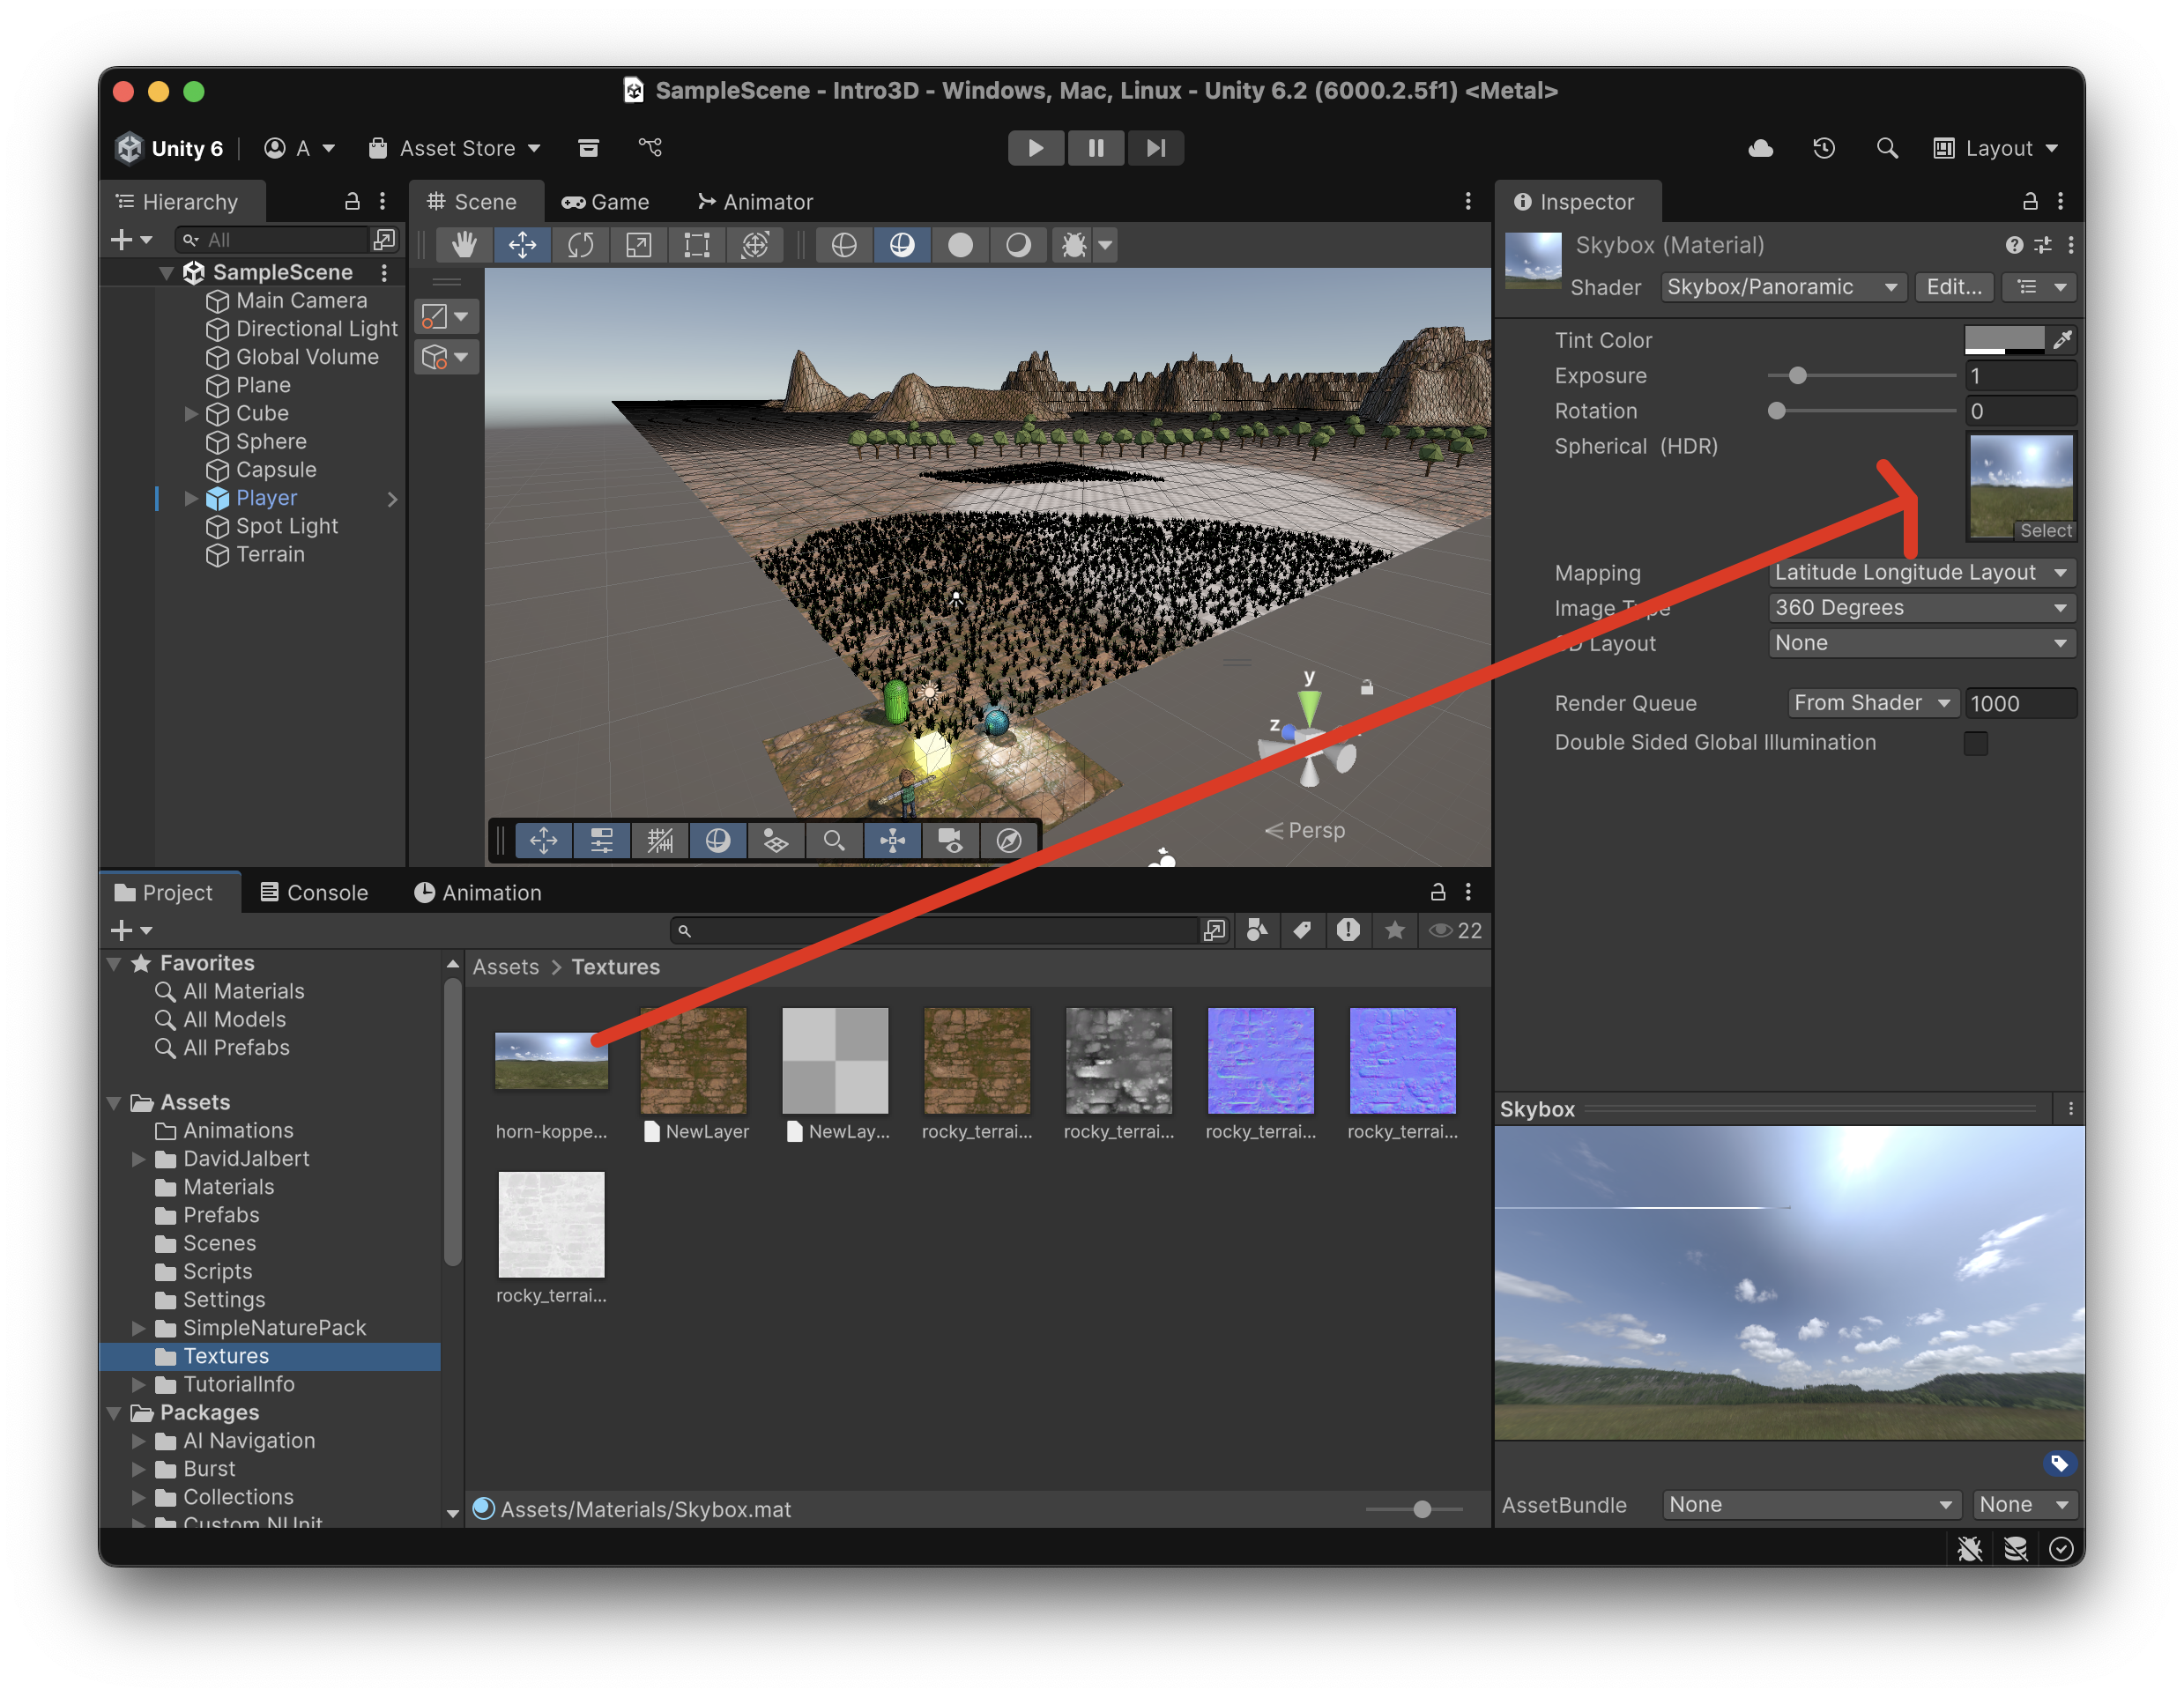 SampleScene - Intro3D - Windows, Mac, Linux - Unity 6.2 (6000.2.5f1) <Metal>
Unity 6
A
Asset Store
Layout
Hierarchy
All
SampleScene
Main Camera
Directional Light
Global Volume
Plane
Cube
Sphere
Capsule
Player
Spot Light
Terrain
Scene
Game
Animator
y
z
Persp
Inspector
Skybox (Material)
Shader
Skybox/Panoramic
Edit...
Tint Color
Exposure
1
Rotation
0
Spherical (HDR)
Select
Mapping
Latitude Longitude Layout
Image Type
360 Degrees
Layout
None
Render Queue
From Shader
1000
Double Sided Global Illumination
Project
Console
Animation
22
Favorites
All Materials
All Models
All Prefabs
Assets
Animations
DavidJalbert
Materials
Prefabs
Scenes
Scripts
Settings
SimpleNaturePack
Textures
TutorialInfo
Packages
AI Navigation
Burst
Collections
Custom NUnit
Assets > Textures
horn-koppe...
NewLayer
NewLay...
rocky_terrai...
rocky_terrai...
rocky_terrai...
rocky_terrai...
rocky_terrai...
Assets/Materials/Skybox.mat
Skybox
AssetBundle
None
None